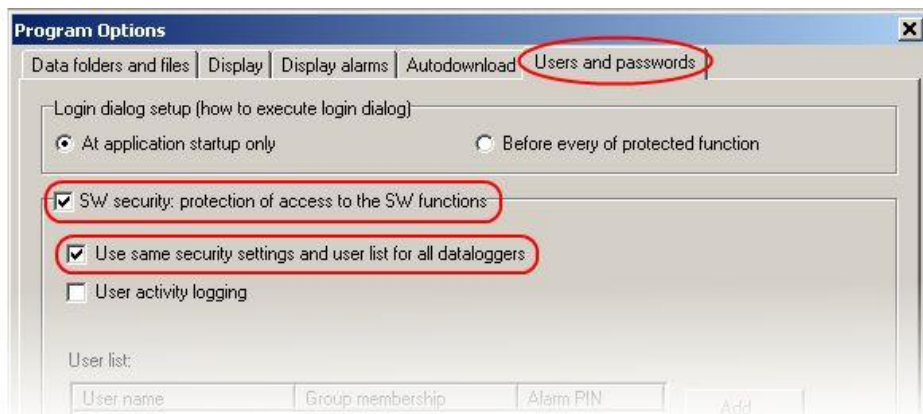 Program Options
Data folders and files Display Display alarms Autodownload Users and passwords
Login dialog setup (how to execute login dialog)
At application startup only Before every of protected function
SW security: protection of access to the SW functions
Use same security settings and user list for all dataloggers
User activity logging
User list:
User name Group membership Alarm PIN Add